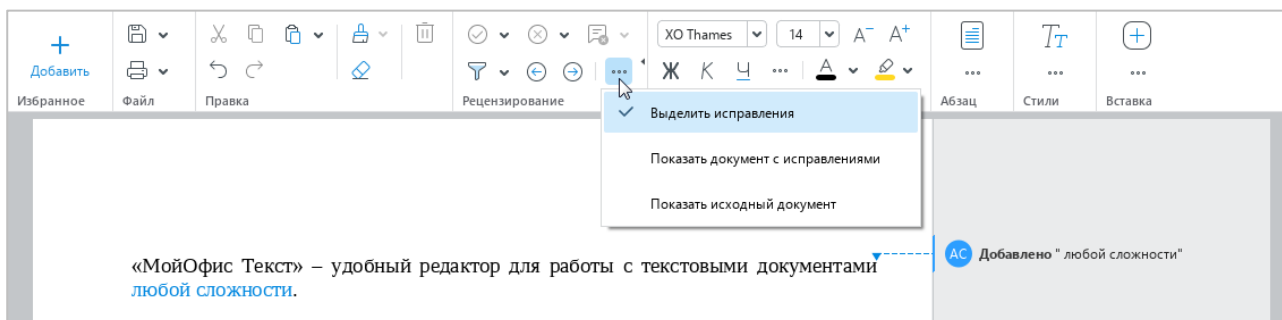 XO Thames 14 А⁻ А⁺ Тт
Добавить Ж К Ч А
Избранное Файл Правка Рецензирование Абзац Стили Вставка
Выделить исправления
Показать документ с исправлениями
Показать исходный документ
АС Добавлено " любой сложности"
«МойОфис Текст» – удобный редактор для работы с текстовыми документами
любой сложности.